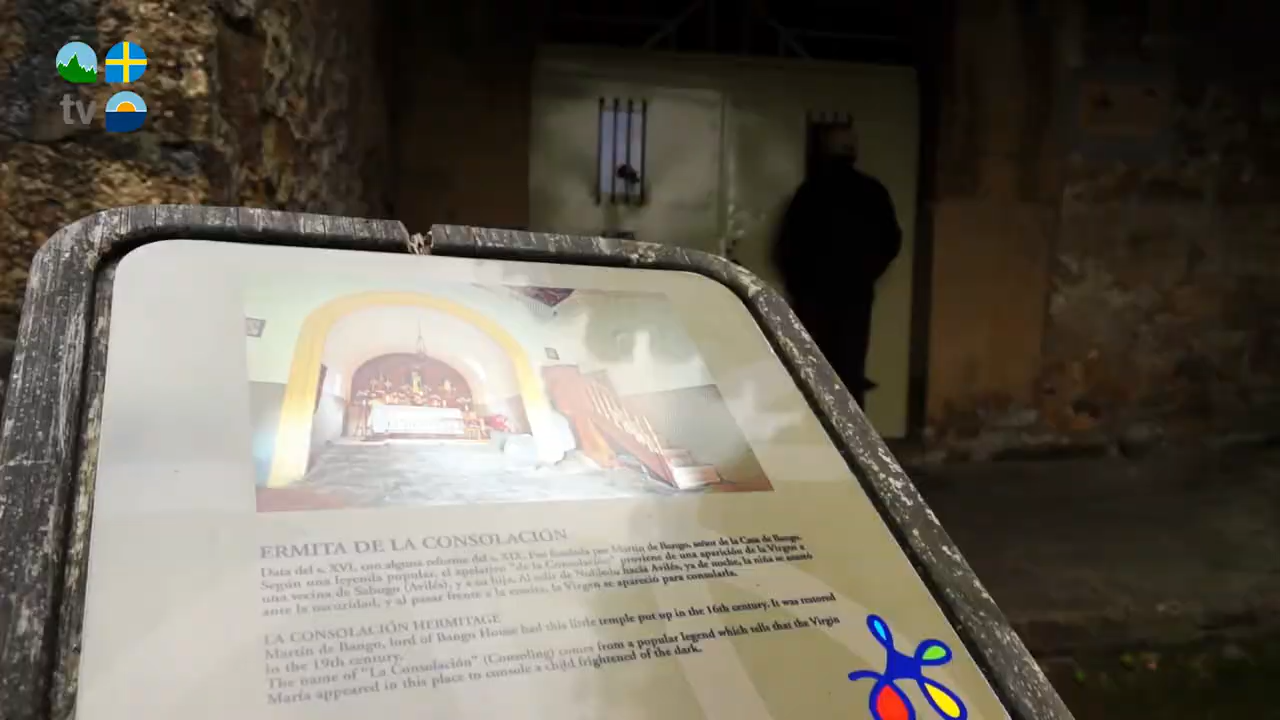 tv
ERMITA DE LA CONSOLACIÓN
Data del s. XVI, con alguna reforma del s. XIX. Fue fundada por Martín de Bango, señor de la Casa de Bango.
Según una leyenda popular, el apelativo "de la Consolación" proviene de una aparición de la Virgen a
una vecina de Sabugo (Avilés), y a su hija. Al salir de hacia Avilés, ya de noche, la niña se asustó
ante la oscuridad, y al pasar frente a la ermita, la Virgen se apareció para consolarla.
LA CONSOLACIÓN HERMITAGE
Martín de Bango, lord of Bango House had this little temple put up in the 16th century. It was restored
in the 19th century.
The name of "La Consolación" (Consoling) comes from a popular legend which tells that the Virgin
María appeared in this place to console a child frightened of the dark.